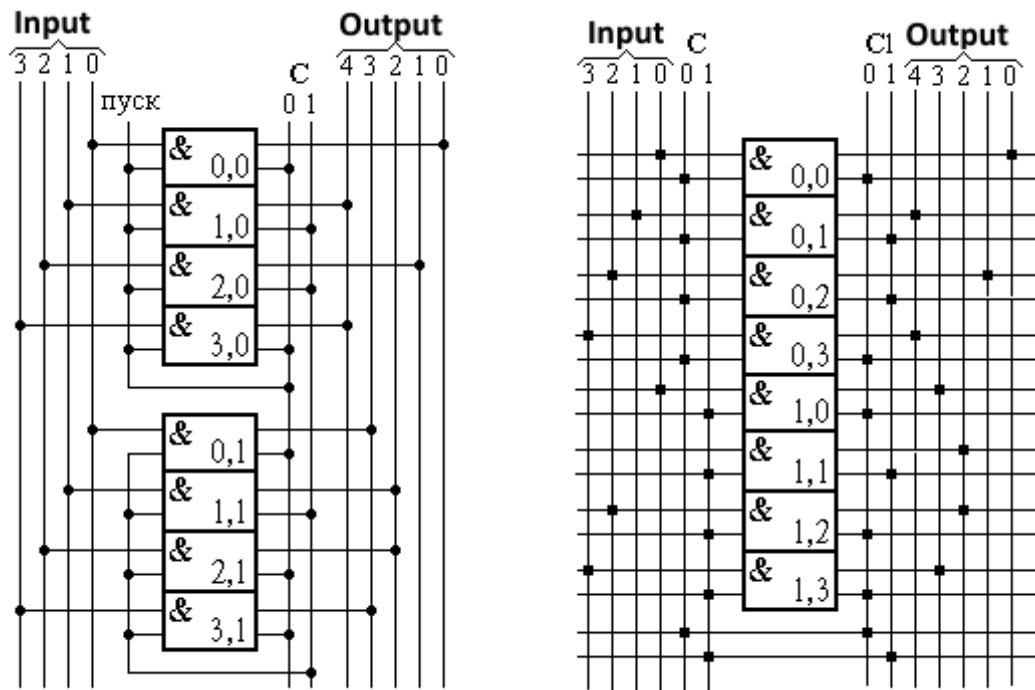 Input Output
3 2 1 0 4 3 2 1 0
C
пуск 0 1
& 0,0
& 1,0
& 2,0
& 3,0
& 0,1
& 1,1
& 2,1
& 3,1
Input C C1 Output
3 2 1 0 0 1 0 1 4 3 2 1 0
& 0,0
& 0,1
& 0,2
& 0,3
& 1,0
& 1,1
& 1,2
& 1,3